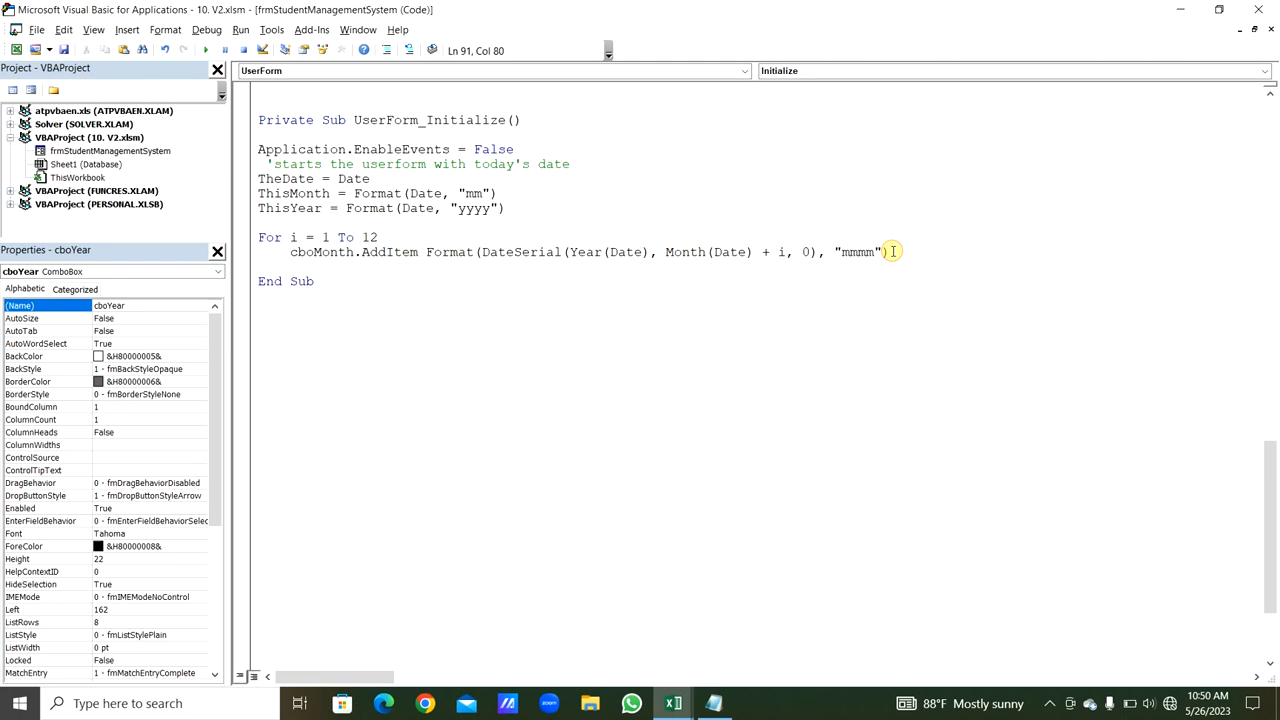 Microsoft Visual Basic for Applications - 10. V2.xlsm - [frmStudentManagementSystem (Code)]
File Edit View Insert Format Debug Run Tools Add-Ins Window Help
Ln 91, Col 80
Project - VBAProject
UserForm
Initialize
atpvbaen.xls (ATPVBAEN.XLAM)
Solver (SOLVER.XLAM)
VBAProject (10. V2.xlsm)
frmStudentManagementSystem
Sheet1 (Database)
ThisWorkbook
VBAProject (FUNCRES.XLAM)
VBAProject (PERSONAL.XLSB)
Private Sub UserForm_Initialize()
Application.EnableEvents = False
'starts the userform with today's date
TheDate = Date
ThisMonth = Format(Date, "mm")
ThisYear = Format(Date, "yyyy")
For i = 1 To 12
cboMonth.AddItem Format(DateSerial(Year(Date), Month(Date) + i, 0), "mmmm")
End Sub
Properties - cboYear
cboYear ComboBox
Alphabetic Categorized
(Name) cboYear
AutoSize False
AutoTab False
AutoWordSelect True
BackColor &H80000005&
BackStyle 1 - fmBackStyleOpaque
BorderColor &H80000006&
BorderStyle 0 - fmBorderStyleNone
BoundColumn 1
ColumnCount 1
ColumnHeads False
ColumnWidths
ControlSource
ControlTipText
DragBehavior 0 - fmDragBehaviorDisabled
DropButtonStyle 1 - fmDropButtonStyleArrow
Enabled True
EnterFieldBehavior 0 - fmEnterFieldBehaviorSelec
Font Tahoma
ForeColor &H80000008&
Height 22
HelpContextID 0
HideSelection True
IMEMode 0 - fmIMEModeNoControl
Left 162
ListRows 8
ListStyle 0 - fmListStylePlain
ListWidth 0 pt
Locked False
MatchEntry 1 - fmMatchEntryComplete
Type here to search
zoom
88°F Mostly sunny
10:50 AM
5/26/2023